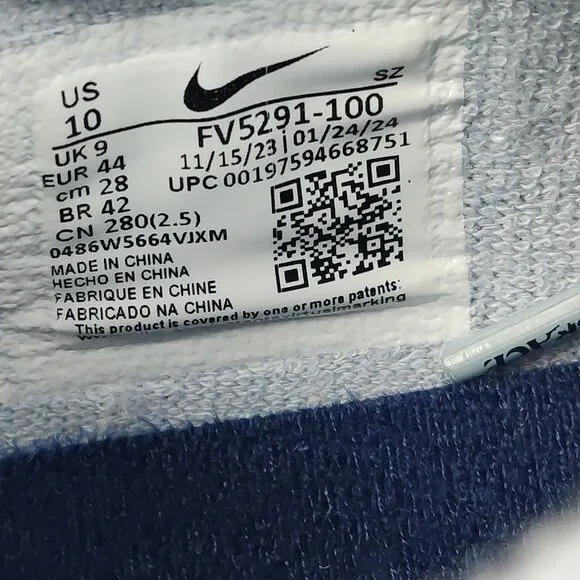 US
10
SZ
UK 9
FV5291-100
EUR 44
11/15/23 | 01/24/24
cm 28
UPC 00197594668751
BR 42
CN 280(2.5)
0486W5664VJXM
MADE IN CHINA
HECHO EN CHINA
FABRIQUE EN CHINE
FABRICADO NA CHINA
This product is covered by one or more patents: